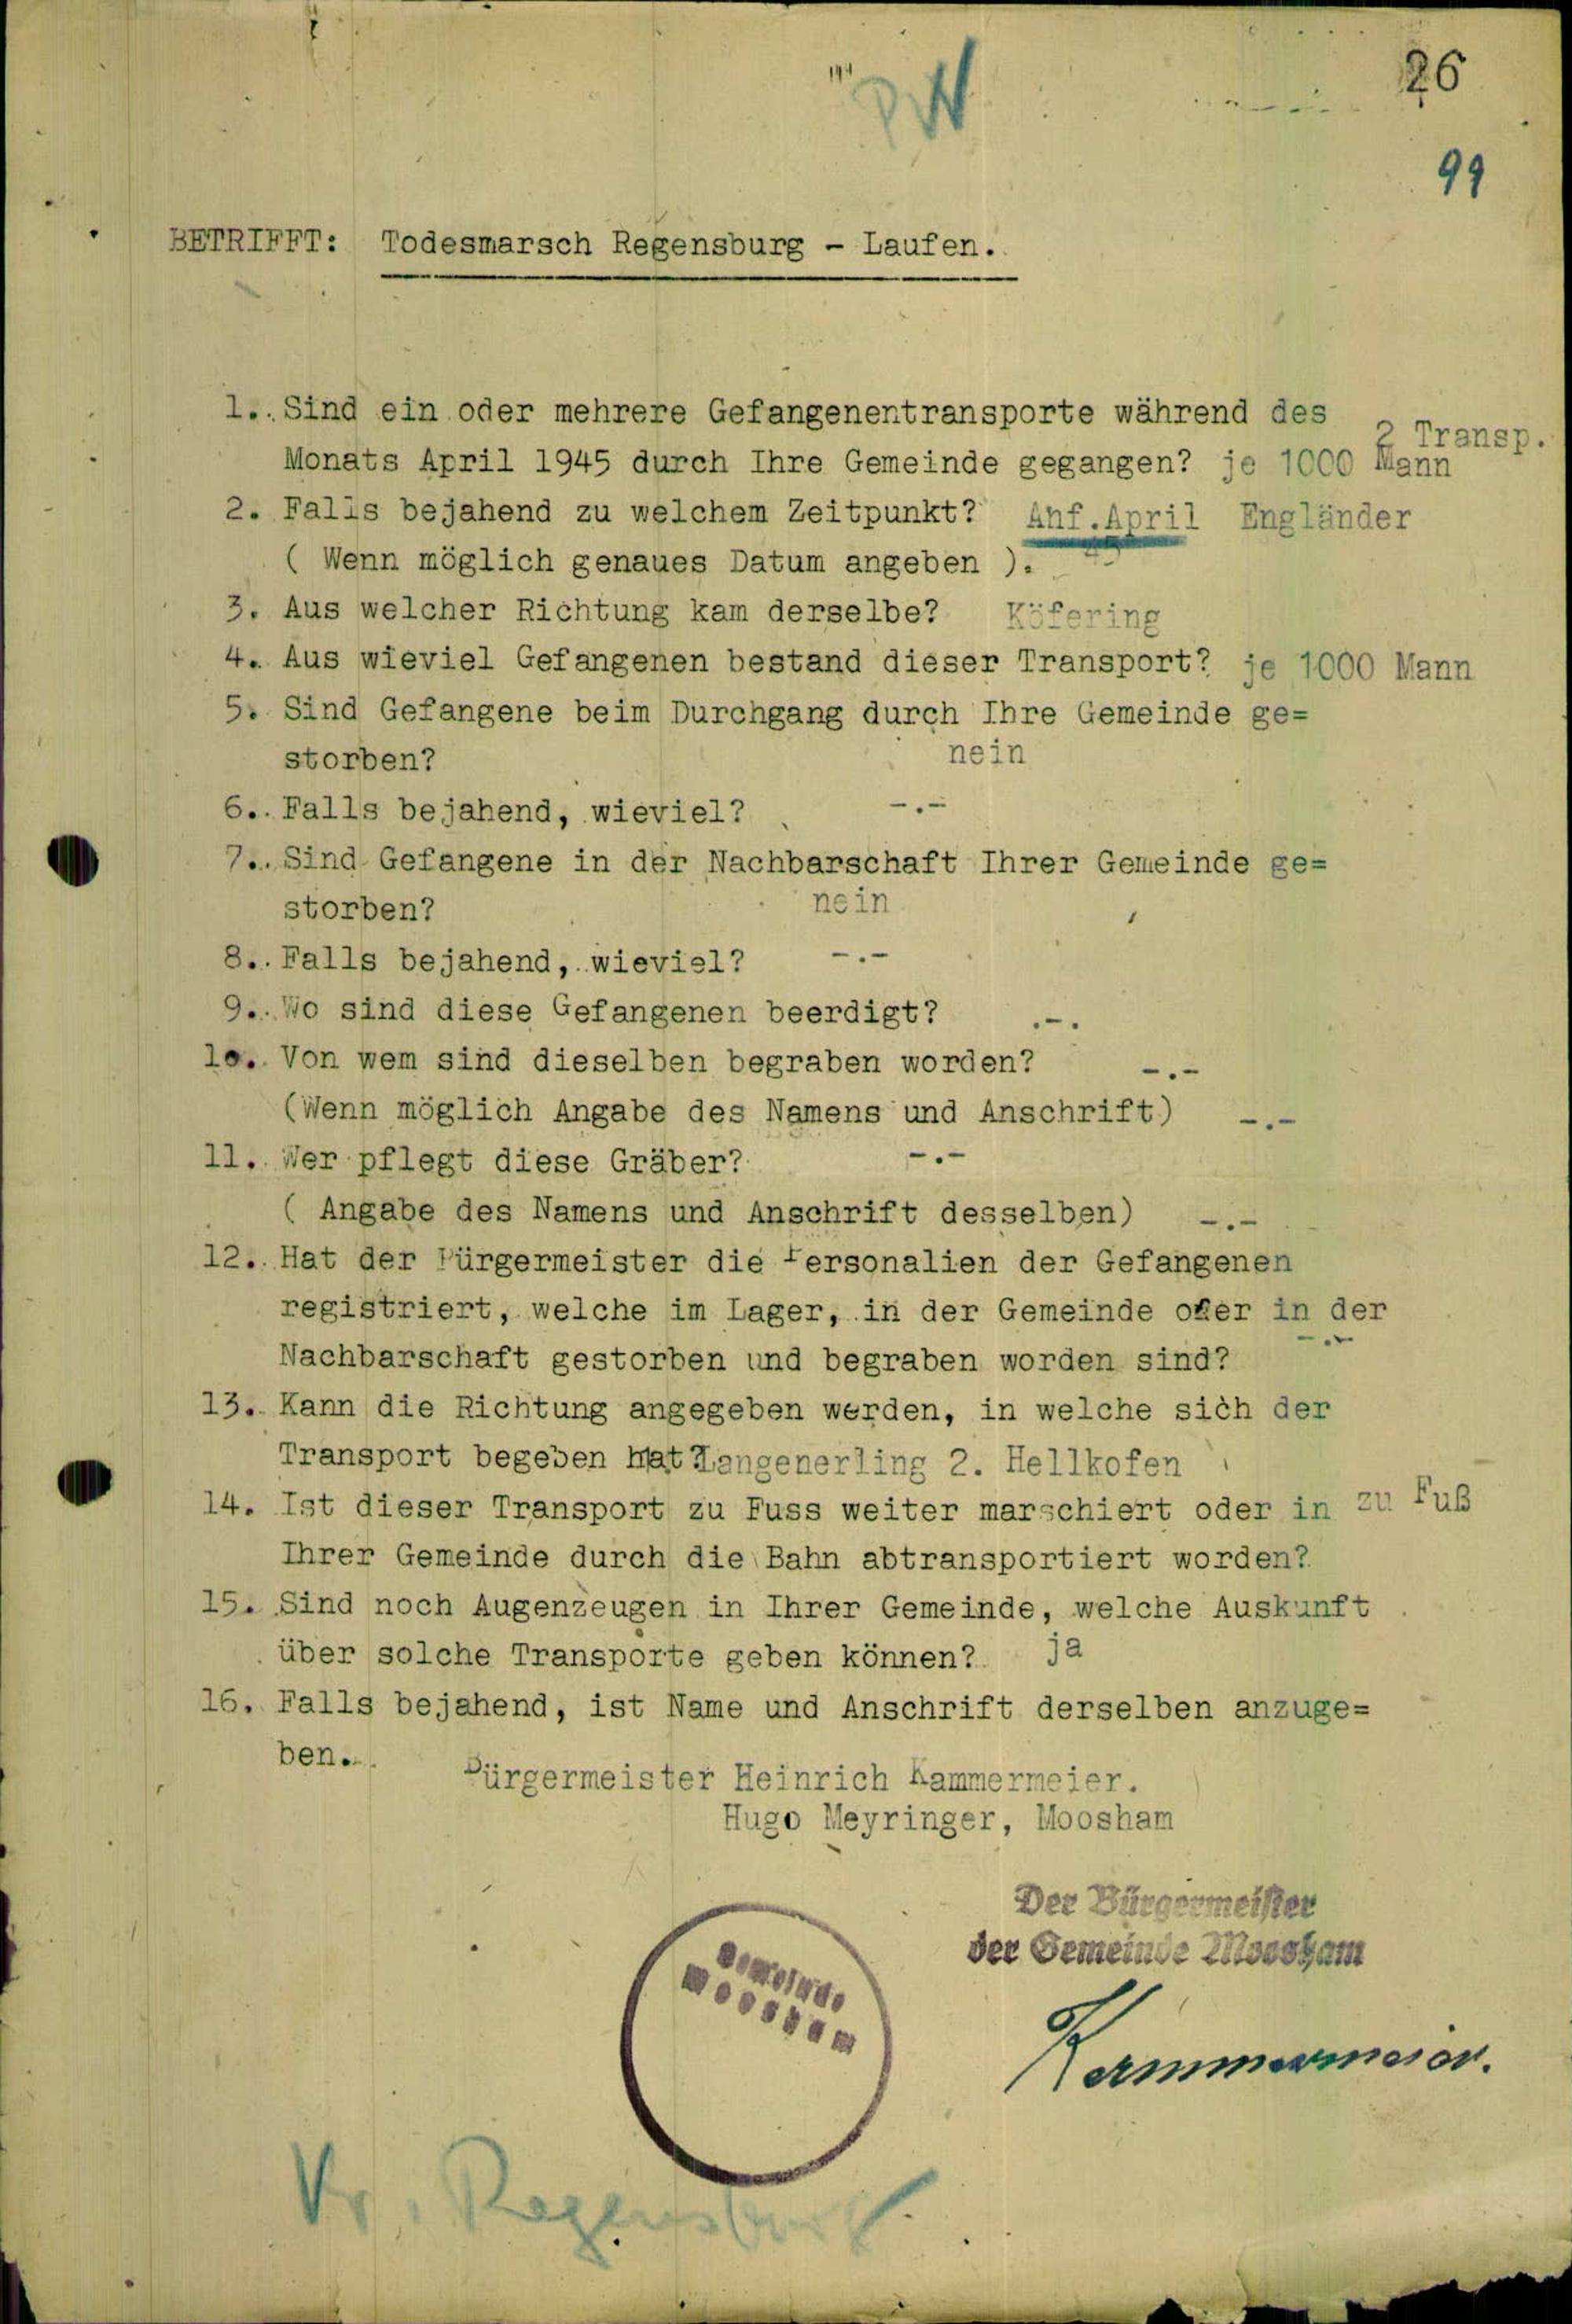 26
PW
99
BETRIFFT: Todesmarsch Regensburg - Laufen.
1. Sind ein oder mehrere Gefangenentransporte während des
2 Transp.
Monats April 1945 durch Ihre Gemeinde gegangen? je 1000 Mann
2. Falls bejahend zu welchem Zeitpunkt? Anf.April Engländer
( Wenn möglich genaues Datum angeben ).
3. Aus welcher Richtung kam derselbe? Köfering
4. Aus wieviel Gefangenen bestand dieser Transport? je 1000 Mann
5. Sind Gefangene beim Durchgang durch Ihre Gemeinde ge=
storben? nein
6. Falls bejahend, wieviel? -.-
7. Sind Gefangene in der Nachbarschaft Ihrer Gemeinde ge=
storben? nein
8. Falls bejahend, wieviel? -.-
9. Wo sind diese Gefangenen beerdigt? .-.
1o. Von wem sind dieselben begraben worden? -.-
(Wenn möglich Angabe des Namens und Anschrift) -.-
11. Wer pflegt diese Gräber? -.-
( Angabe des Namens und Anschrift desselben) -.-
12. Hat der Bürgermeister die Personalien der Gefangenen
registriert, welche im Lager, in der Gemeinde oder in der
Nachbarschaft gestorben und begraben worden sind? -.-
13. Kann die Richtung angegeben werden, in welche sich der
Transport begeben hat? Langenerling 2. Hellkofen
14. Ist dieser Transport zu Fuss weiter marschiert oder in zu Fuß
Ihrer Gemeinde durch die Bahn abtransportiert worden?
15. Sind noch Augenzeugen in Ihrer Gemeinde, welche Auskunft
über solche Transporte geben können? ja
16. Falls bejahend, ist Name und Anschrift derselben anzuge=
ben.
Bürgermeister Heinrich Kammermeier.
Hugo Meyringer, Moosham
Der Bürgermeister
der Gemeinde Moosham
Gemeinde
Moosham
Kammermeier.
Kr. Regensburg